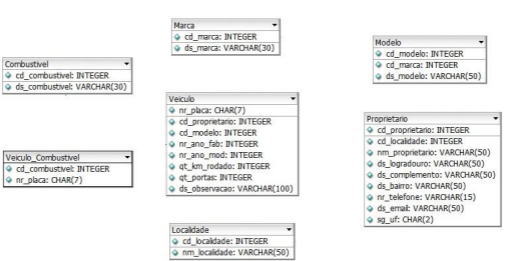 Marca
cd_marca: INTEGER
ds_marca: VARCHAR(30)
Modelo
cd_modelo: INTEGER
cd_marca: INTEGER
ds_modelo: VARCHAR(50)
Combustivel
cd_combustivel: INTEGER
ds_combustivel: VARCHAR(30)
Veiculo
nr_placa: CHAR(7)
cd_proprietario: INTEGER
cd_modelo: INTEGER
nr_ano_fab: INTEGER
nr_ano_mod: INTEGER
qt_km_rodado: INTEGER
qt_portas: INTEGER
ds_observacao: VARCHAR(100)
Proprietario
cd_proprietario: INTEGER
cd_localidade: INTEGER
nm_proprietario: VARCHAR(50)
ds_logradouro: VARCHAR(50)
ds_complemento: VARCHAR(50)
ds_bairro: VARCHAR(50)
nr_telefone: VARCHAR(15)
ds_email: VARCHAR(50)
sg_uf: CHAR(2)
Veiculo_Combustivel
cd_combustivel: INTEGER
nr_placa: CHAR(7)
Localidade
cd_localidade: INTEGER
nm_localidade: VARCHAR(50)